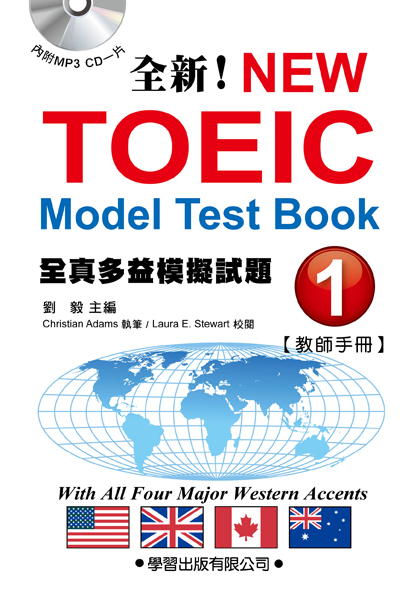 內附MP3 CD一片
全新！NEW
TOEIC
Model Test Book
全真多益模擬試題
1
劉 毅 主編
Christian Adams 執筆 / Laura E. Stewart 校閱
【教師手冊】
With All Four Major Western Accents
●學習出版有限公司●